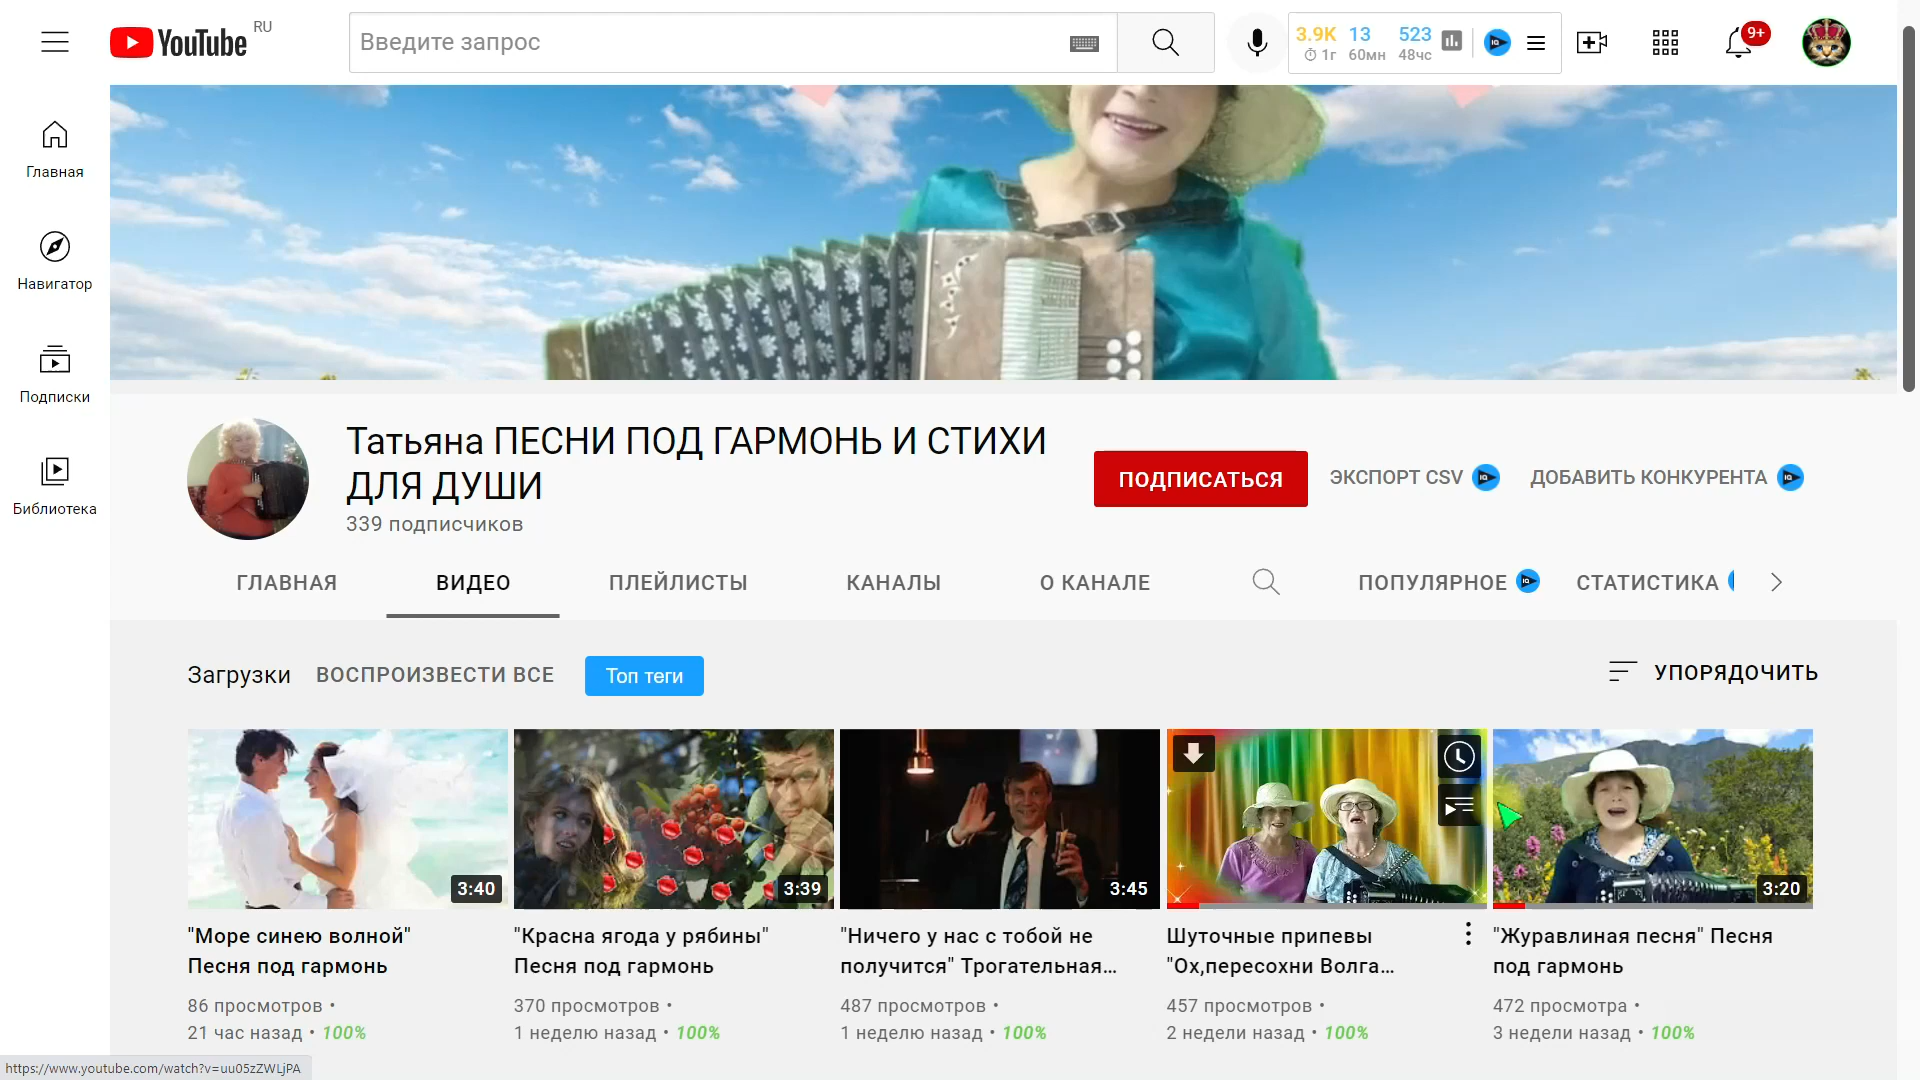 YouTube RU
Введите запрос
3.9K 13 523
1г 60мн 48чс
9+
Главная
Навигатор
Подписки
Библиотека
Татьяна ПЕСНИ ПОД ГАРМОНЬ И СТИХИ
ДЛЯ ДУШИ
339 подписчиков
ПОДПИСАТЬСЯ
ЭКСПОРТ CSV
ДОБАВИТЬ КОНКУРЕНТА
ГЛАВНАЯ ВИДЕО ПЛЕЙЛИСТЫ КАНАЛЫ О КАНАЛЕ ПОПУЛЯРНОЕ СТАТИСТИКА
Загрузки ВОСПРОИЗВЕСТИ ВСЕ Топ теги УПОРЯДОЧИТЬ
3:40
"Море синею волной"
Песня под гармонь
86 просмотров •
21 час назад • 100%
3:39
"Красна ягода у рябины"
Песня под гармонь
370 просмотров •
1 неделю назад • 100%
3:45
"Ничего у нас с тобой не
получится" Трогательная...
487 просмотров •
1 неделю назад • 100%
Шуточные припевы
"Ох,пересохни Волга...
457 просмотров •
2 недели назад • 100%
3:20
"Журавлиная песня" Песня
под гармонь
472 просмотра •
3 недели назад • 100%
https://www.youtube.com/watch?v=uu05zZWLjPA